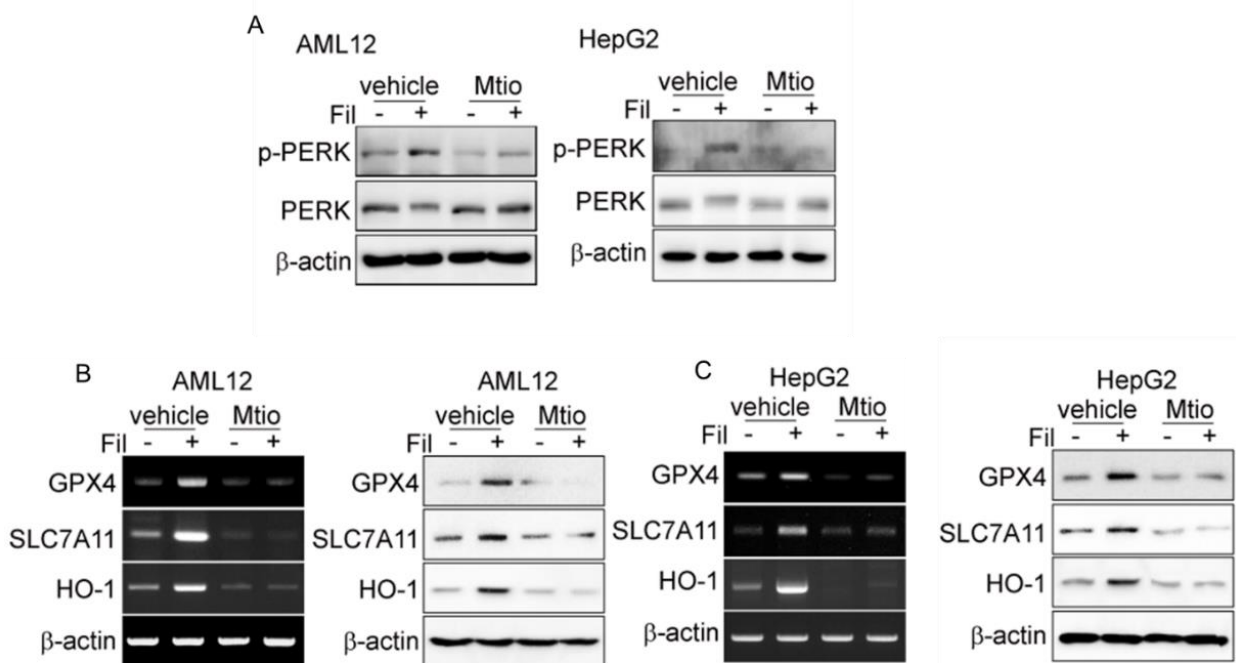 A
AML12
HepG2
vehicle Mtio
Fil - + - +
p-PERK
PERK
β-actin
vehicle Mtio
Fil - + - +
p-PERK
PERK
β-actin
B
AML12
vehicle Mtio
Fil - + - +
GPX4
SLC7A11
HO-1
β-actin
AML12
vehicle Mtio
Fil - + - +
GPX4
SLC7A11
HO-1
β-actin
C
HepG2
vehicle Mtio
Fil - + - +
GPX4
SLC7A11
HO-1
β-actin
HepG2
vehicle Mtio
Fil - + - +
GPX4
SLC7A11
HO-1
β-actin